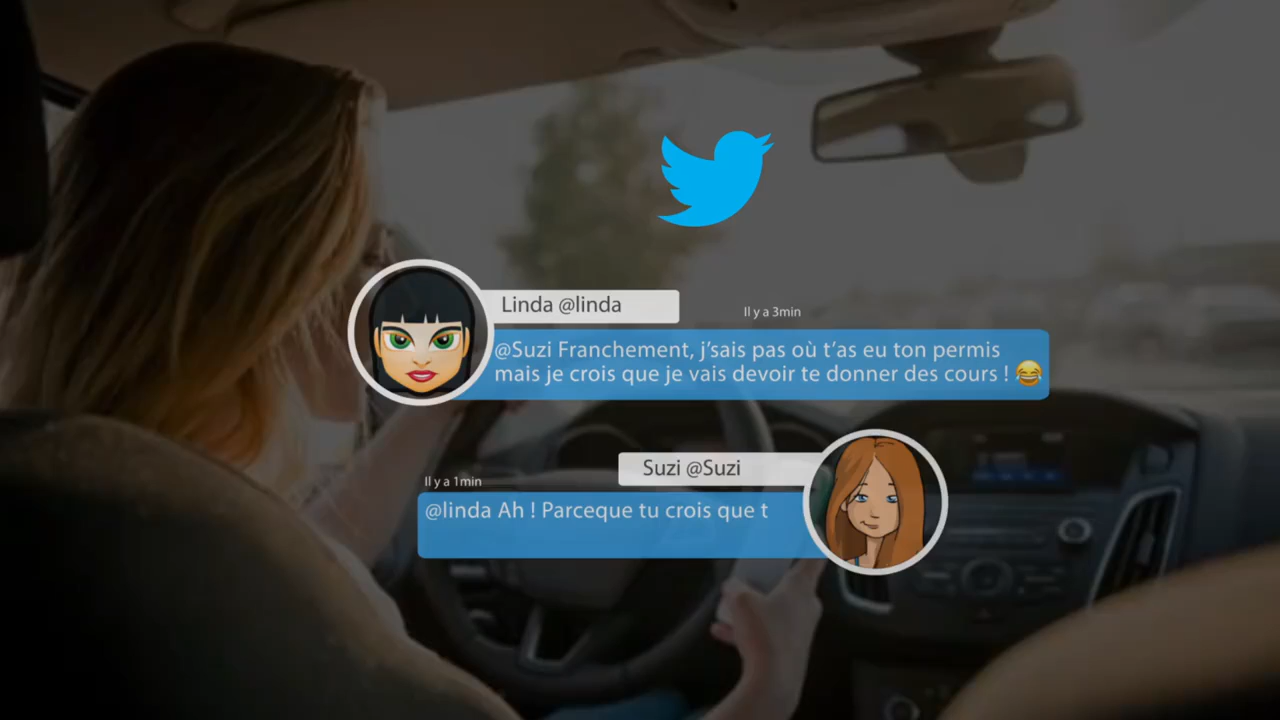 Linda @linda
Il y a 3min
@Suzi Franchement, j'sais pas où t'as eu ton permis
mais je crois que je vais devoir te donner des cours ! 😂
Suzi @Suzi
Il y a 1min
@linda Ah ! Parceque tu crois que t